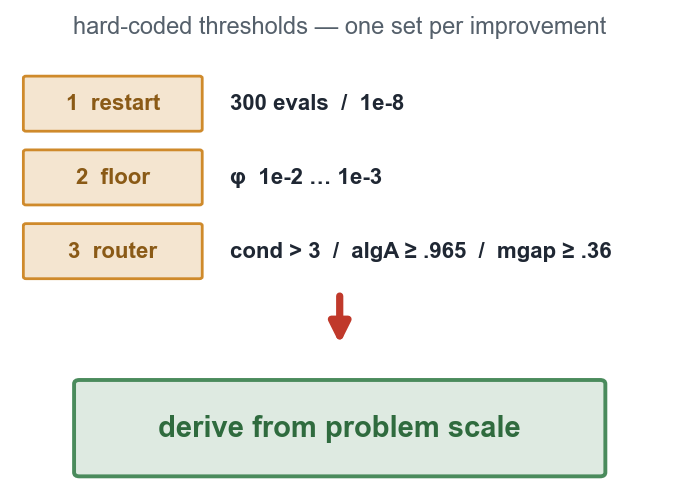 hard-coded thresholds — one set per improvement
1 restart 300 evals / 1e-8
2 floor φ 1e-2 … 1e-3
3 router cond > 3 / algA ≥ .965 / mgap ≥ .36
derive from problem scale